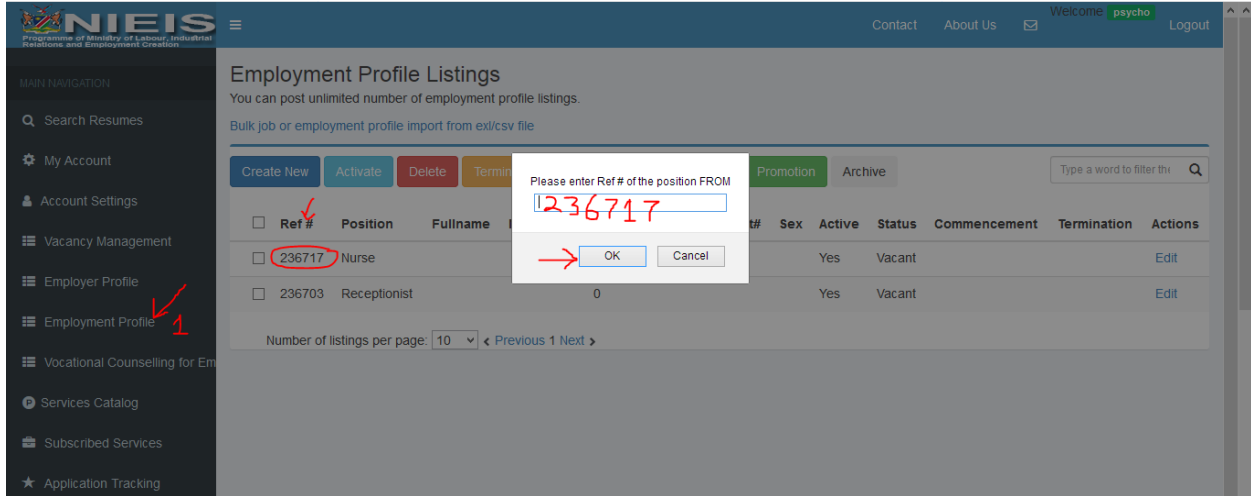 NIEIS
Programme of Ministry of Labour, Industrial
Relations and Employment Creation
Contact About Us Welcome psycho Logout
MAIN NAVIGATION
Search Resumes
My Account
Account Settings
Vacancy Management
Employer Profile
Employment Profile 1
Vocational Counselling for Em
Services Catalog
Subscribed Services
Application Tracking
Employment Profile Listings
You can post unlimited number of employment profile listings.
Bulk job or employment profile import from exl/csv file
Create New Activate Delete Termin Promotion Archive Type a word to filter the
Please enter Ref # of the position FROM
236717
OK Cancel
Ref # Position Fullname t# Sex Active Status Commencement Termination Actions
236717 Nurse Yes Vacant Edit
236703 Receptionist 0 Yes Vacant Edit
Number of listings per page: 10 Previous 1 Next